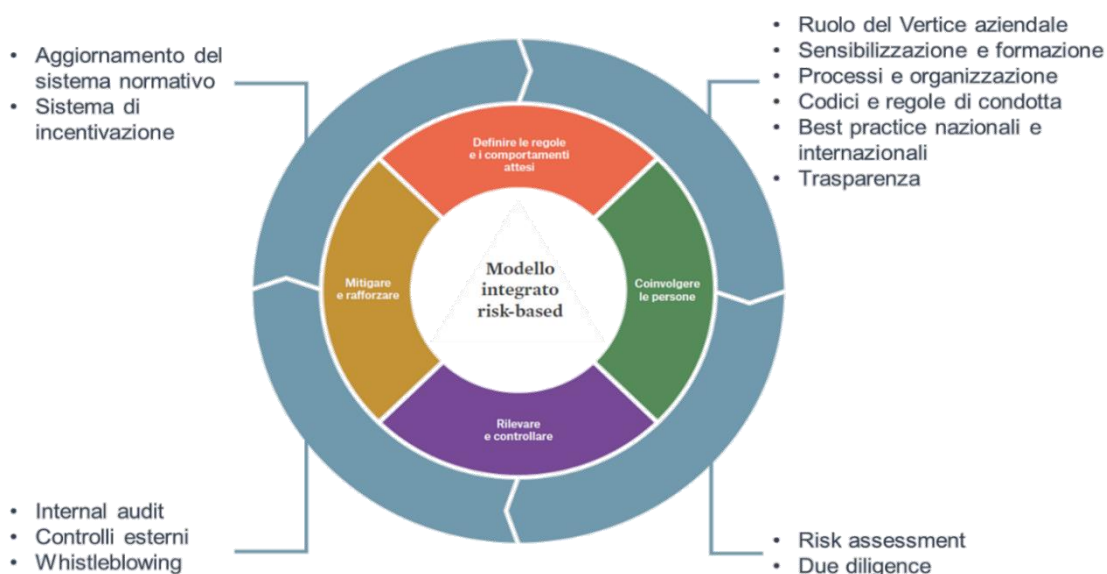 • Aggiornamento del
sistema normativo
• Sistema di
incentivazione
• Ruolo del Vertice aziendale
• Sensibilizzazione e formazione
• Processi e organizzazione
• Codici e regole di condotta
• Best practice nazionali e
internazionali
• Trasparenza
Definire le regole
e i comportamenti
attesi
Mitigare
e rafforzare
Modello
integrato
risk-based
Coinvolgere
le persone
Rilevare
e controllare
• Internal audit
• Controlli esterni
• Whistleblowing
• Risk assessment
• Due diligence